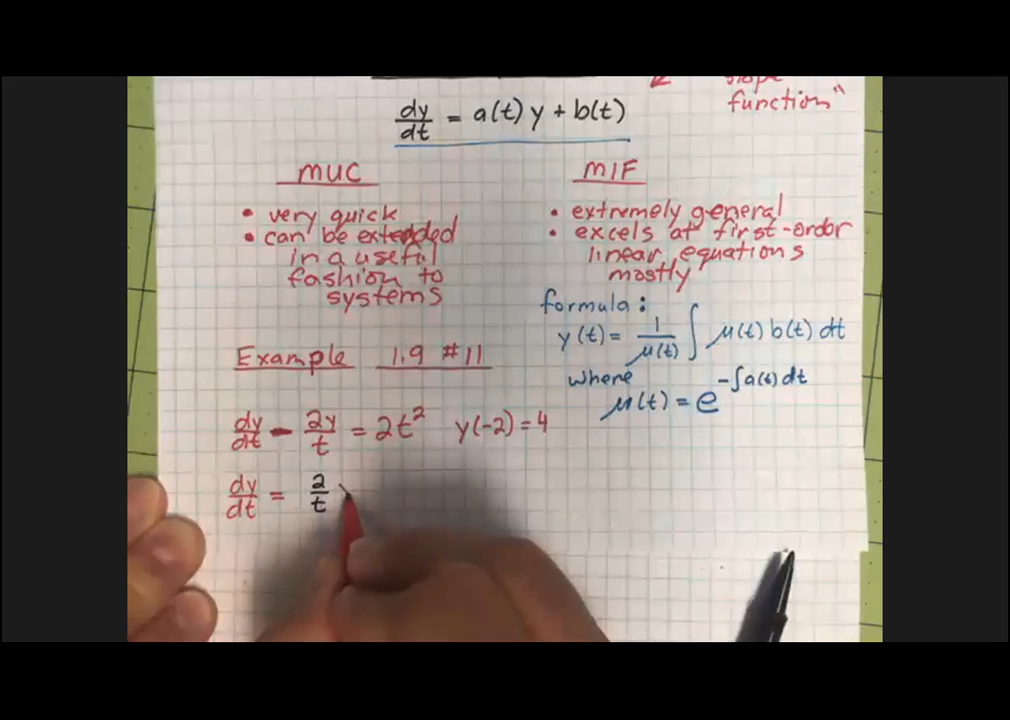 slope
function"
dy/dt = a(t) y + b(t)
MUC
• very quick
• can be extended
in a useful
fashion to
systems
MIF
• extremely general
• excels at first-order
linear equations
mostly
formula:
y(t) = 1/μ(t) ∫ μ(t) b(t) dt
where
μ(t) = e^{-∫a(t)dt}
Example 1.9 #11
dy/dt - 2y/t = 2t² y(-2) = 4
dy/dt = 2/t